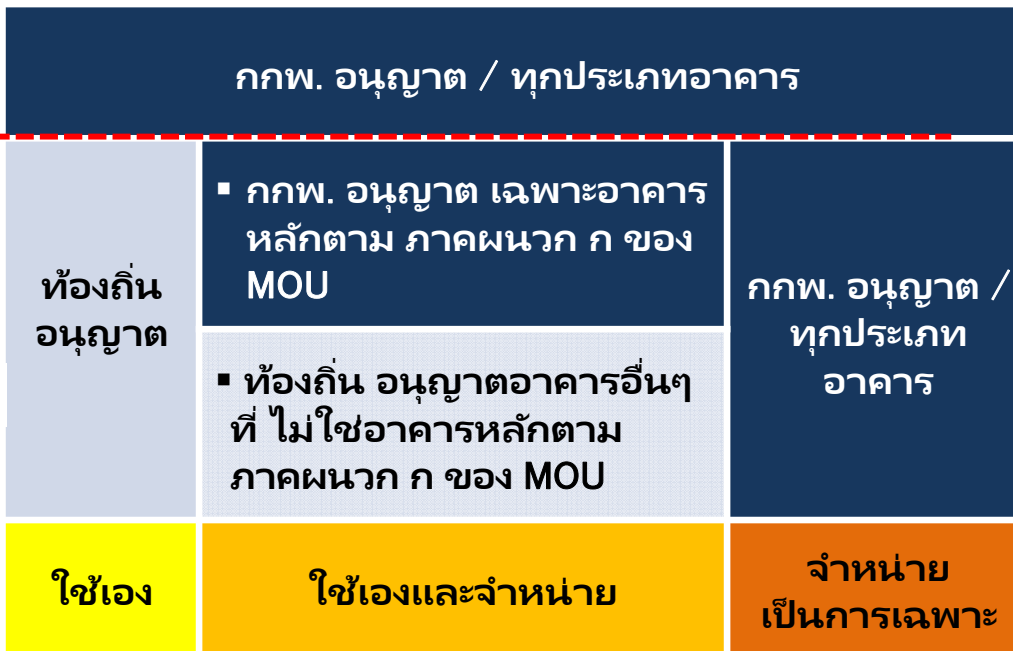 กกพ. อนุญาต / ทุกประเภทอาคาร
ท้องถิ่น
อนุญาต
▪ กกพ. อนุญาต เฉพาะอาคาร
หลักตาม ภาคผนวก ก ของ
MOU
▪ ท้องถิ่น อนุญาตอาคารอื่นๆ
ที่ ไม่ใช่อาคารหลักตาม
ภาคผนวก ก ของ MOU
กกพ. อนุญาต /
ทุกประเภท
อาคาร
ใช้เอง
ใช้เองและจำหน่าย
จำหน่าย
เป็นการเฉพาะ